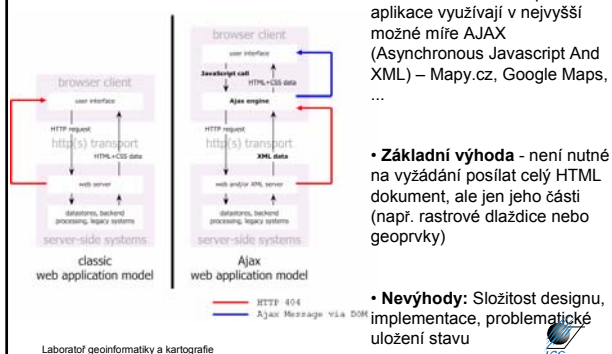 aplikace využívají v nejvyšší
možné míře AJAX
(Asynchronous Javascript And
XML) – Mapy.cz, Google Maps,
...
• Základní výhoda - není nutné
na vyžádání posílat celý HTML
dokument, ale jen jeho části
(např. rastrové dlaždice nebo
geoprvky)
• Nevýhody: Složitost designu,
implementace, problematické
uložení stavu
browser client
user interface
HTTP request
http(s) transport
HTML+CSS data
web server
datastores, backend
processing, legacy systems
server-side systems
classic
web application model
browser client
user interface
JavaScript call
HTML+CSS data
Ajax engine
HTTP request
http(s) transport
XML data
web and/or XML server
datastores, backend
processing, legacy systems
server-side systems
Ajax
web application model
HTTP 404
Ajax Message via DOM
Laboratoř geoinformatiky a kartografie